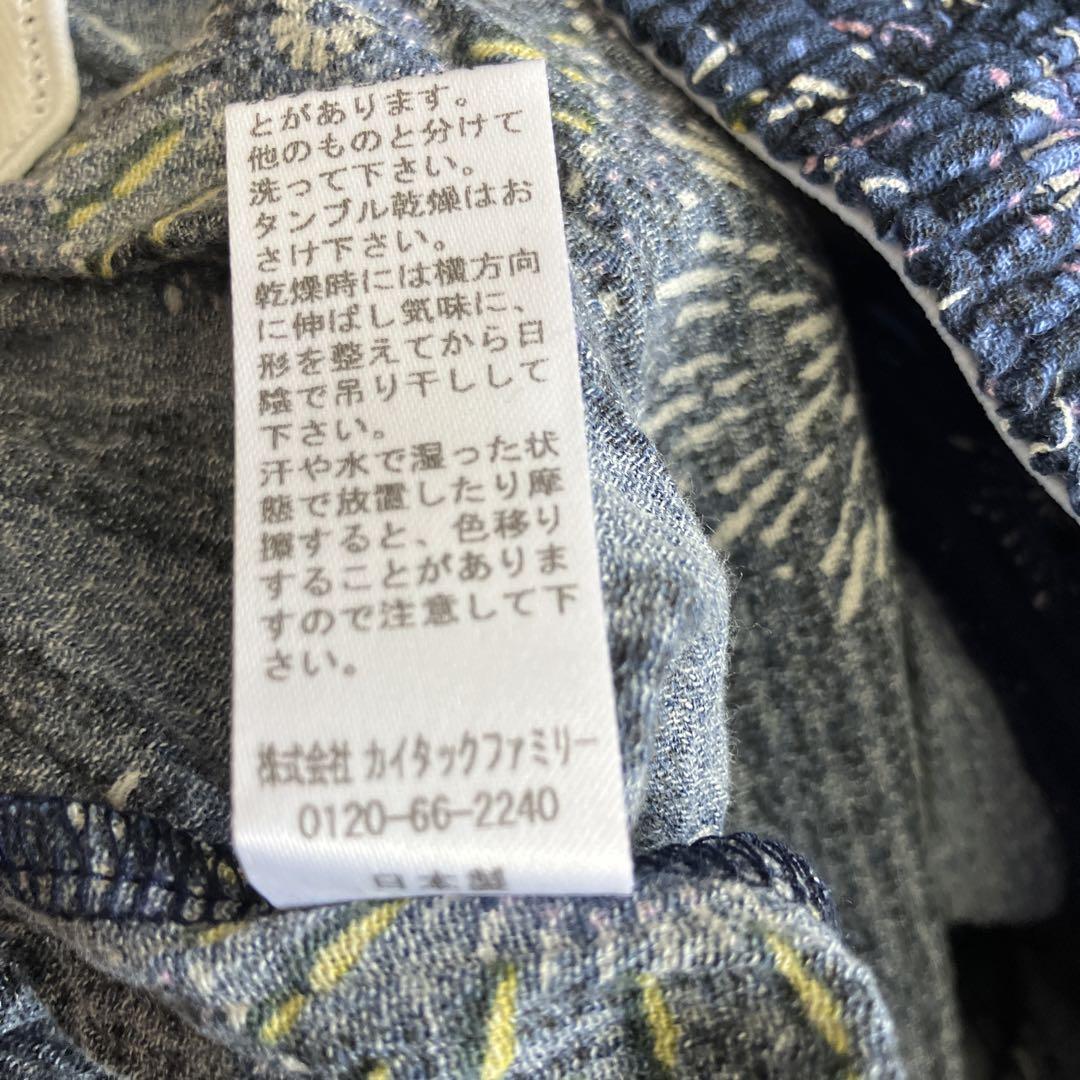 とがあります。
他のものと分けて
洗って下さい。
タンブル乾燥はお
さけ下さい。
乾燥時には横方向
に伸ばし気味に、
形を整えてから日
陰で吊り干しして
下さい。
汗や水で湿った状
態で放置したり摩
擦すると、色移り
することがありま
すので注意して下
さい。
株式会社 カイタックファミリー
0120-66-2240
日本製